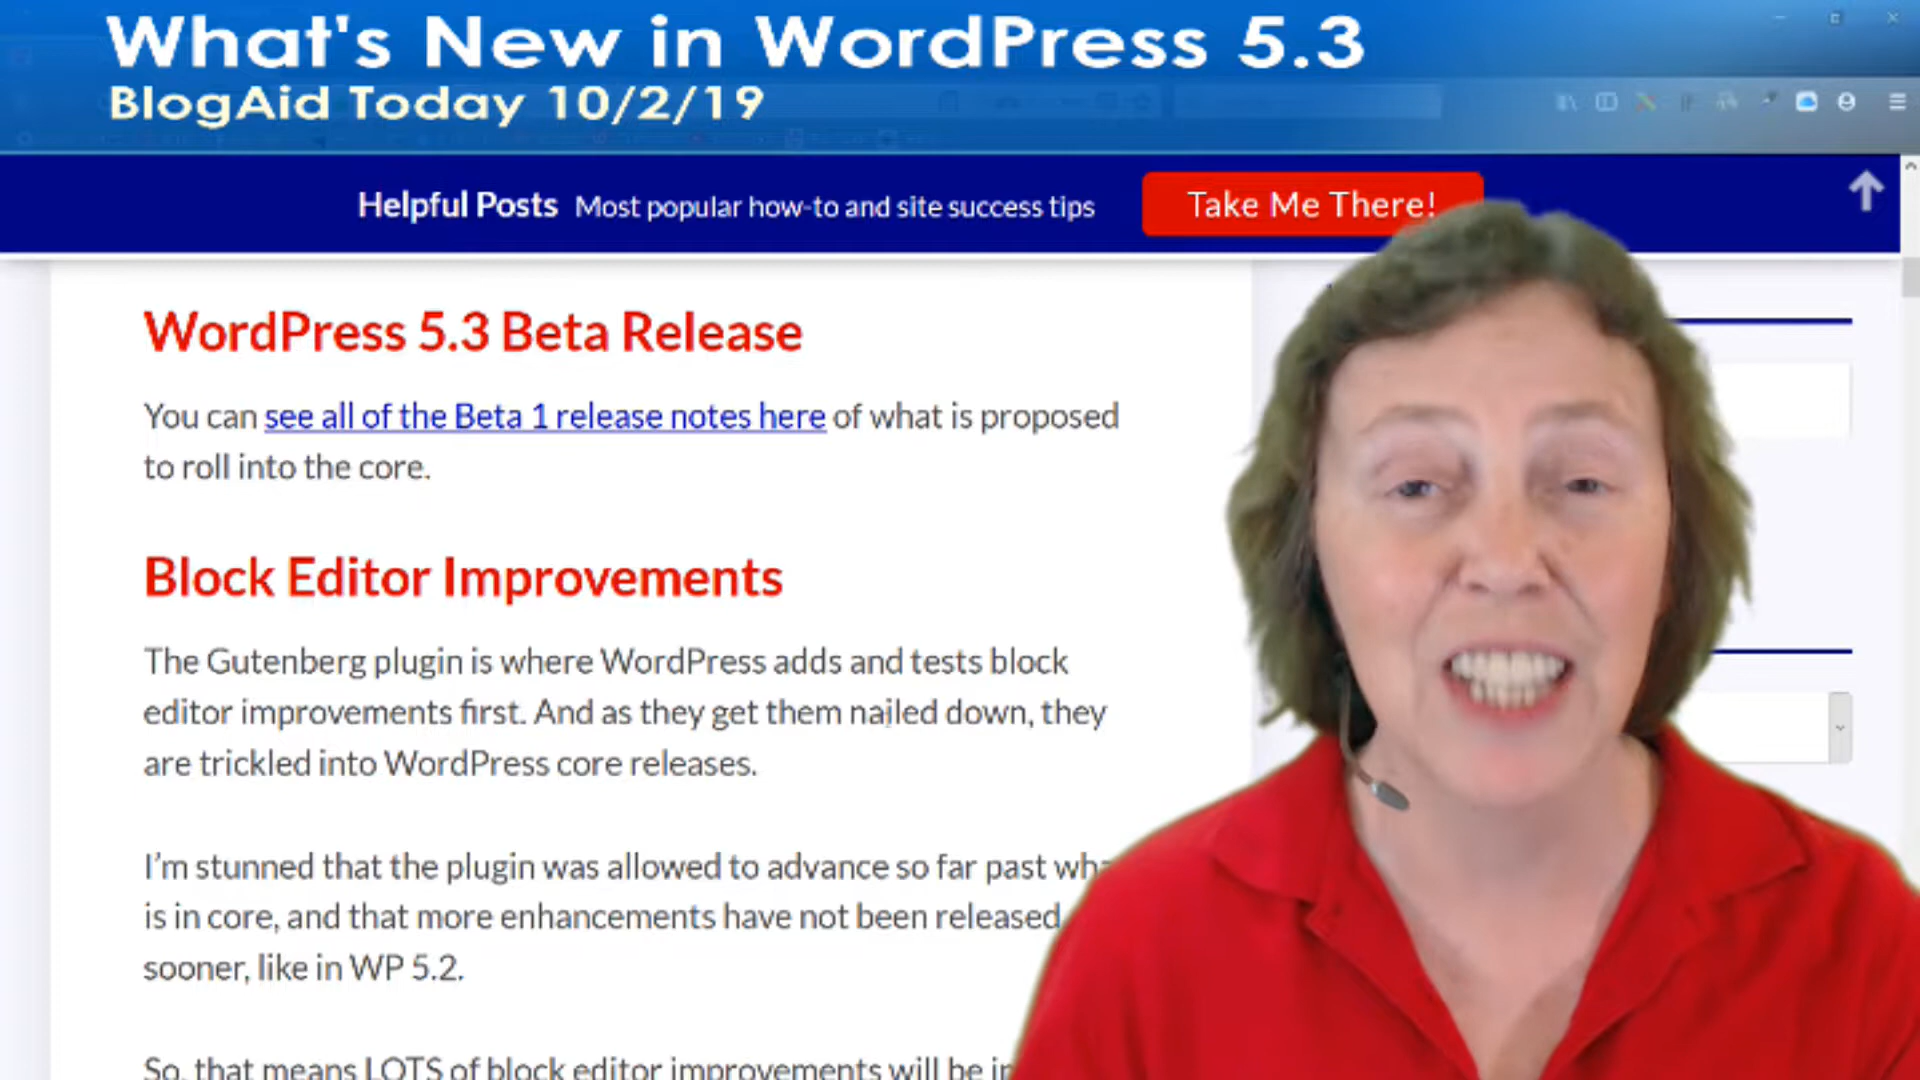 What's New in WordPress 5.3
BlogAid Today 10/2/19
Helpful Posts Most popular how-to and site success tips Take Me There!
WordPress 5.3 Beta Release
You can see all of the Beta 1 release notes here of what is proposed
to roll into the core.
Block Editor Improvements
The Gutenberg plugin is where WordPress adds and tests block
editor improvements first. And as they get them nailed down, they
are trickled into WordPress core releases.
I'm stunned that the plugin was allowed to advance so far past
is in core, and that more enhancements have not been released
sooner, like in WP 5.2.
So, that means LOTS of block editor improvements will be